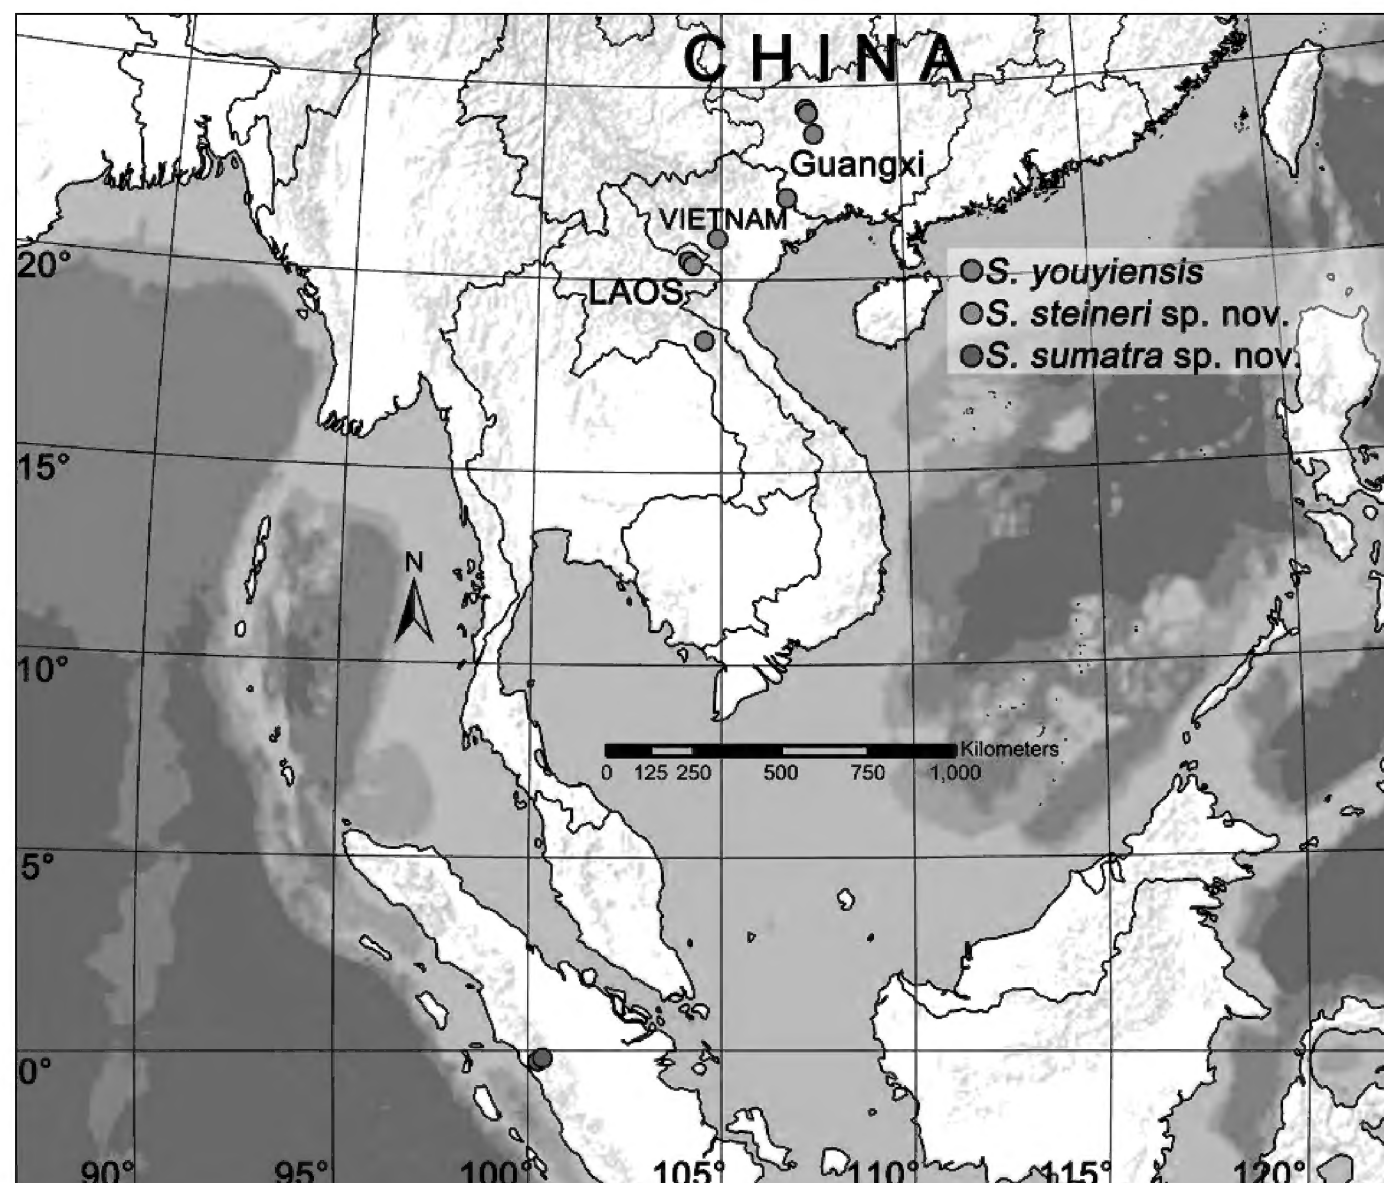 CHINA
Guangxi
VIETNAM
LAOS
S. youyiensis
S. steineri sp. nov.
S. sumatra sp. nov.
20°
15°
N
10°
Kilometers
0 125 250 500 750 1,000
5°
0°
90° 95° 100° 105° 110° 115° 120°